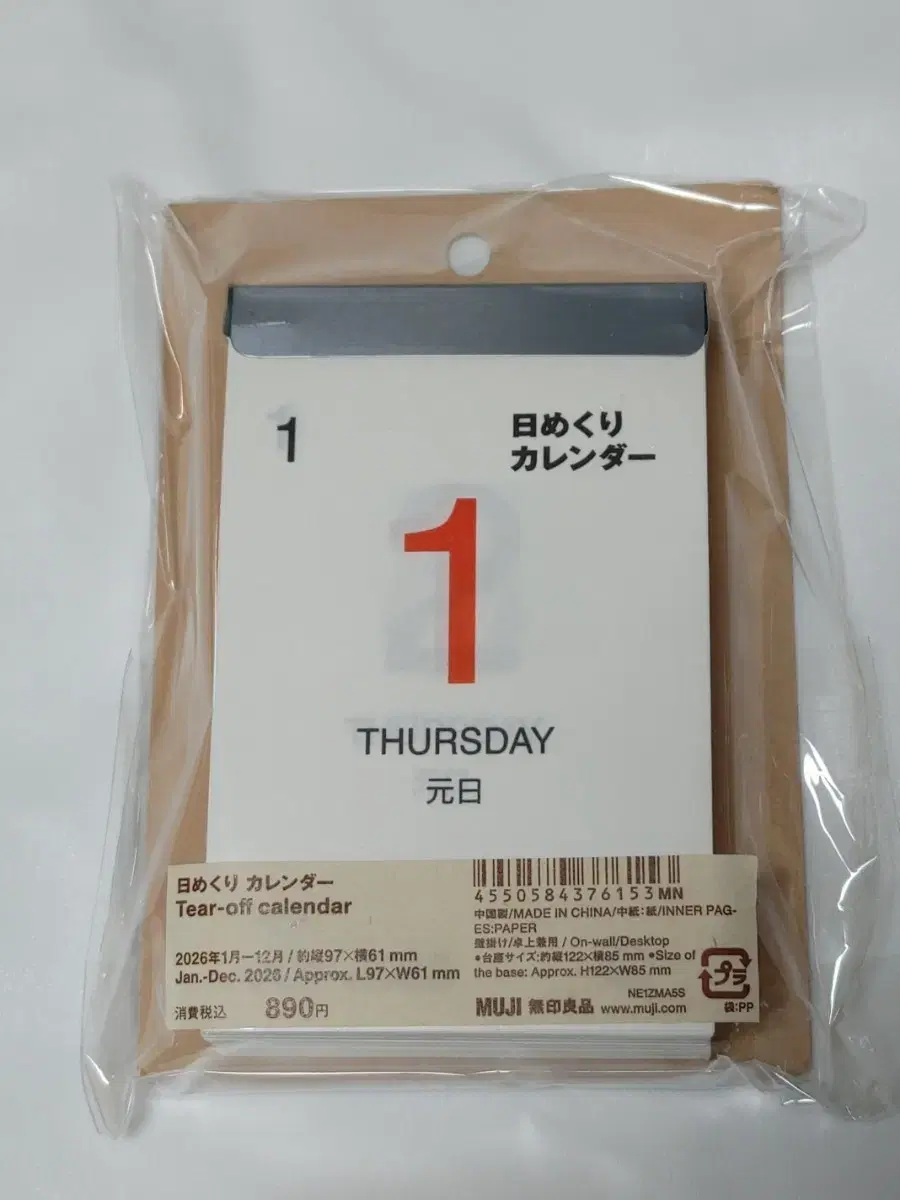 1
日めくり
カレンダー
1
THURSDAY
元日
日めくり カレンダー
Tear-off calendar
2026年1月ー12月 / 約縦97×横61 mm
Jan.-Dec. 2026 / Approx. L97×W61 mm
消費税込 890円
4550584376153 MN
中国製/MADE IN CHINA/中紙:紙/INNER PAG-
ES:PAPER
壁掛け/卓上兼用 / On-wall/Desktop
●台座サイズ:約縦122×横85 mm ●Size of
the base: Approx. H122×W85 mm
NE1ZMA5S
MUJI 無印良品 www.muji.com
プラ
袋:PP